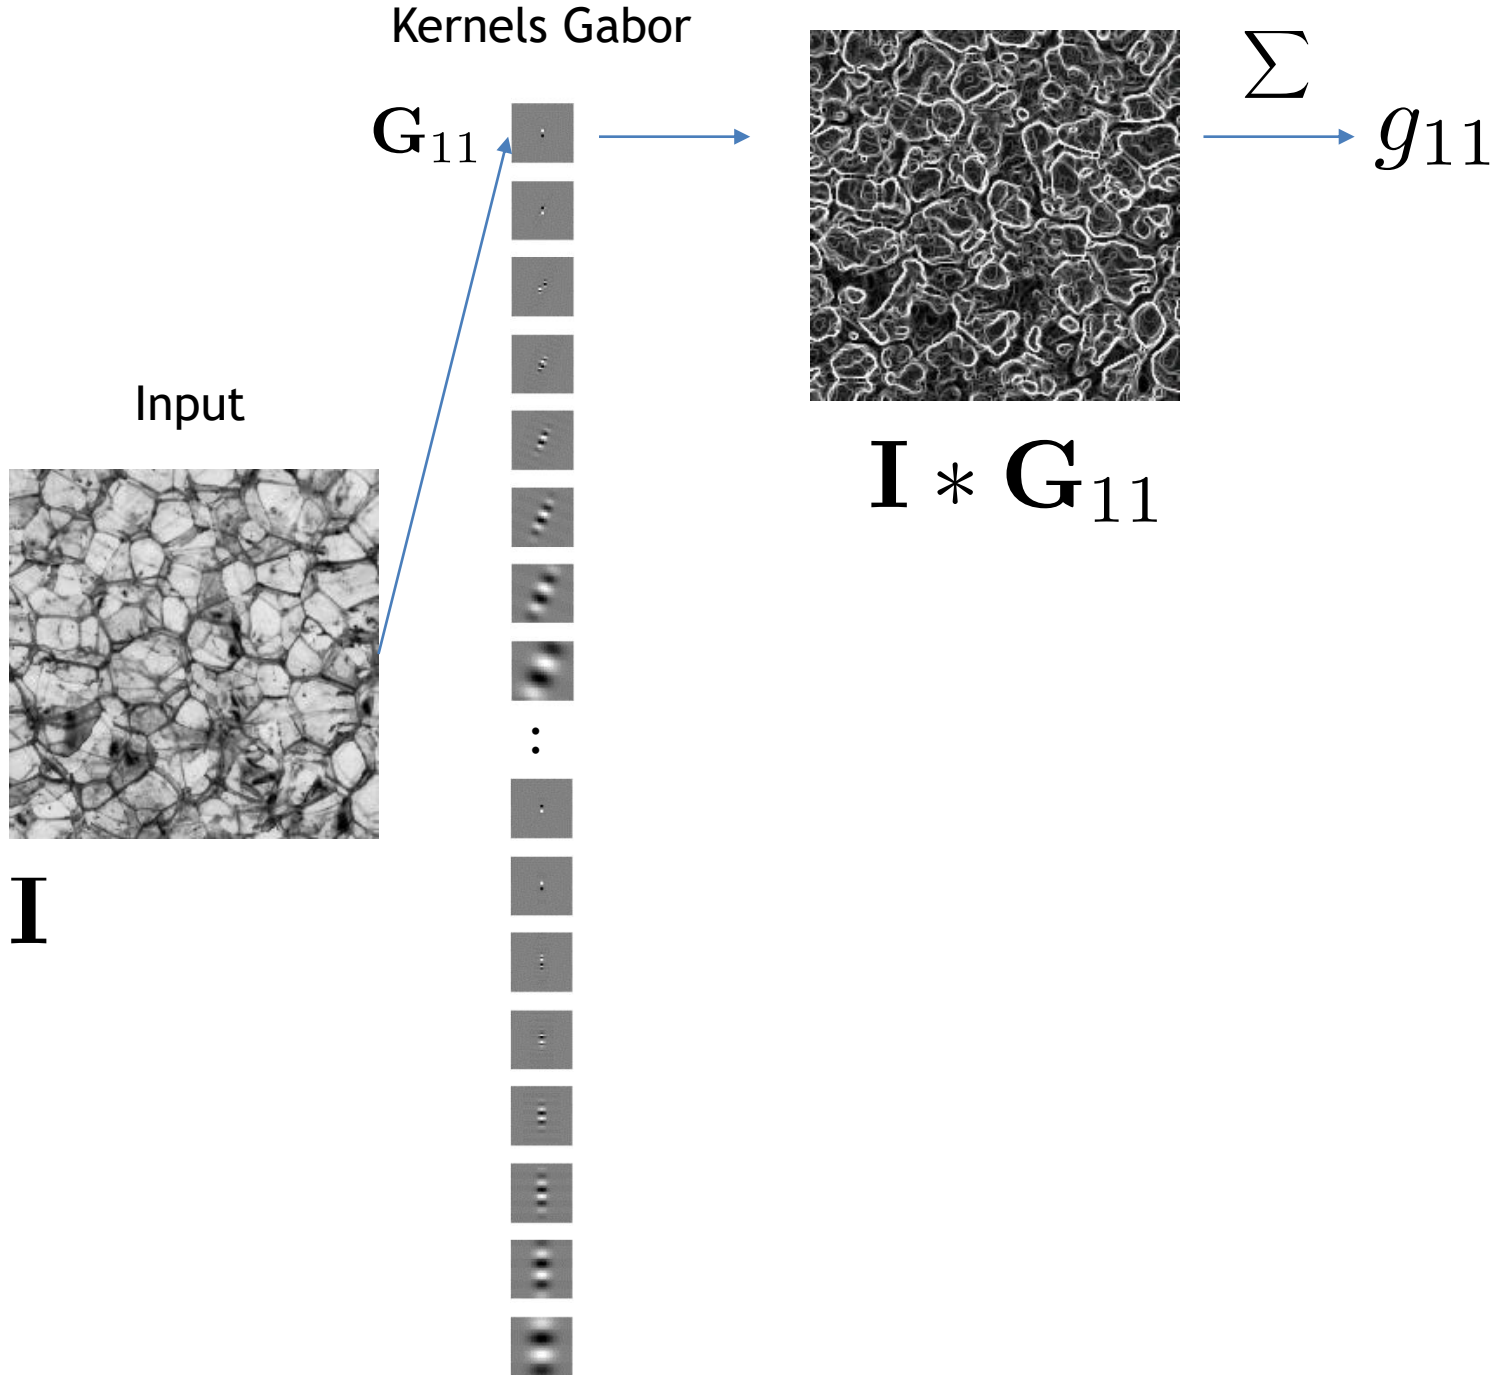 Kernels Gabor
G₁₁
∑
g₁₁
Input
I ∗ G₁₁
:
I